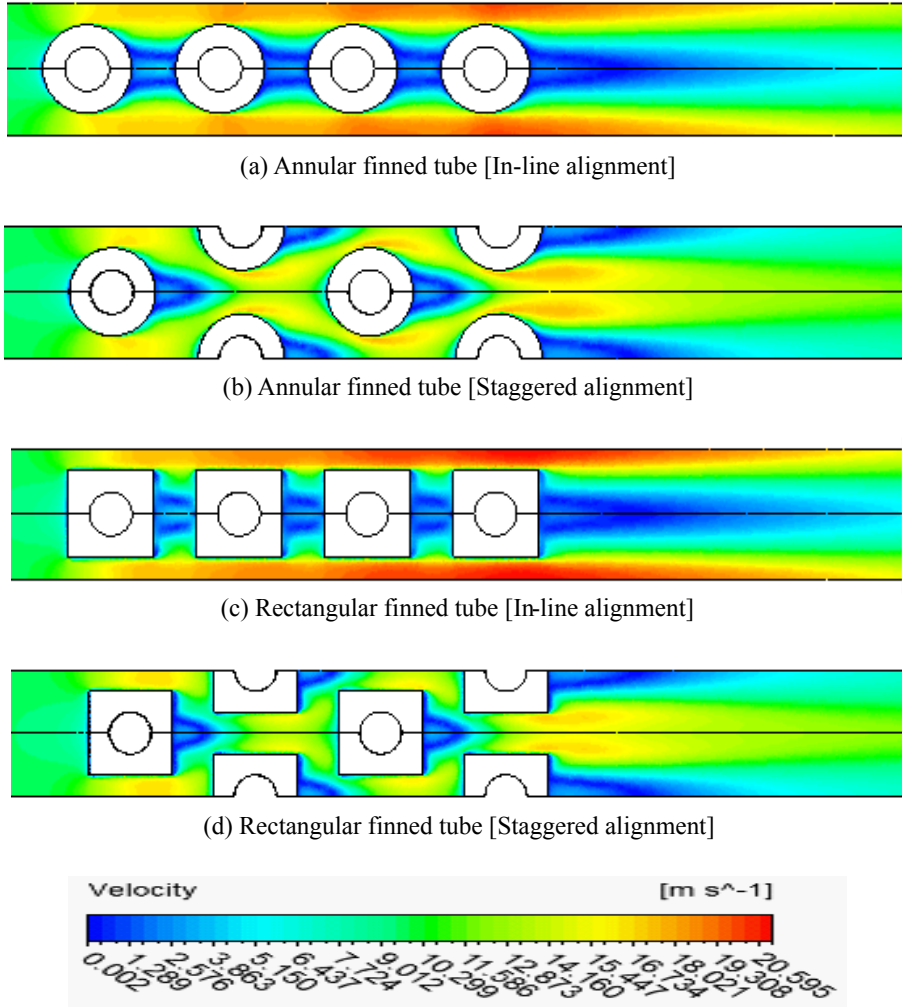 (a) Annular finned tube [In-line alignment]
(b) Annular finned tube [Staggered alignment]
(c) Rectangular finned tube [In-line alignment]
(d) Rectangular finned tube [Staggered alignment]
Velocity [m s^-1]
0.002 1.289 2.576 3.863 5.150 6.437 7.724 9.012 10.299 11.586 12.873 14.160 15.447 16.734 18.021 19.308 20.595